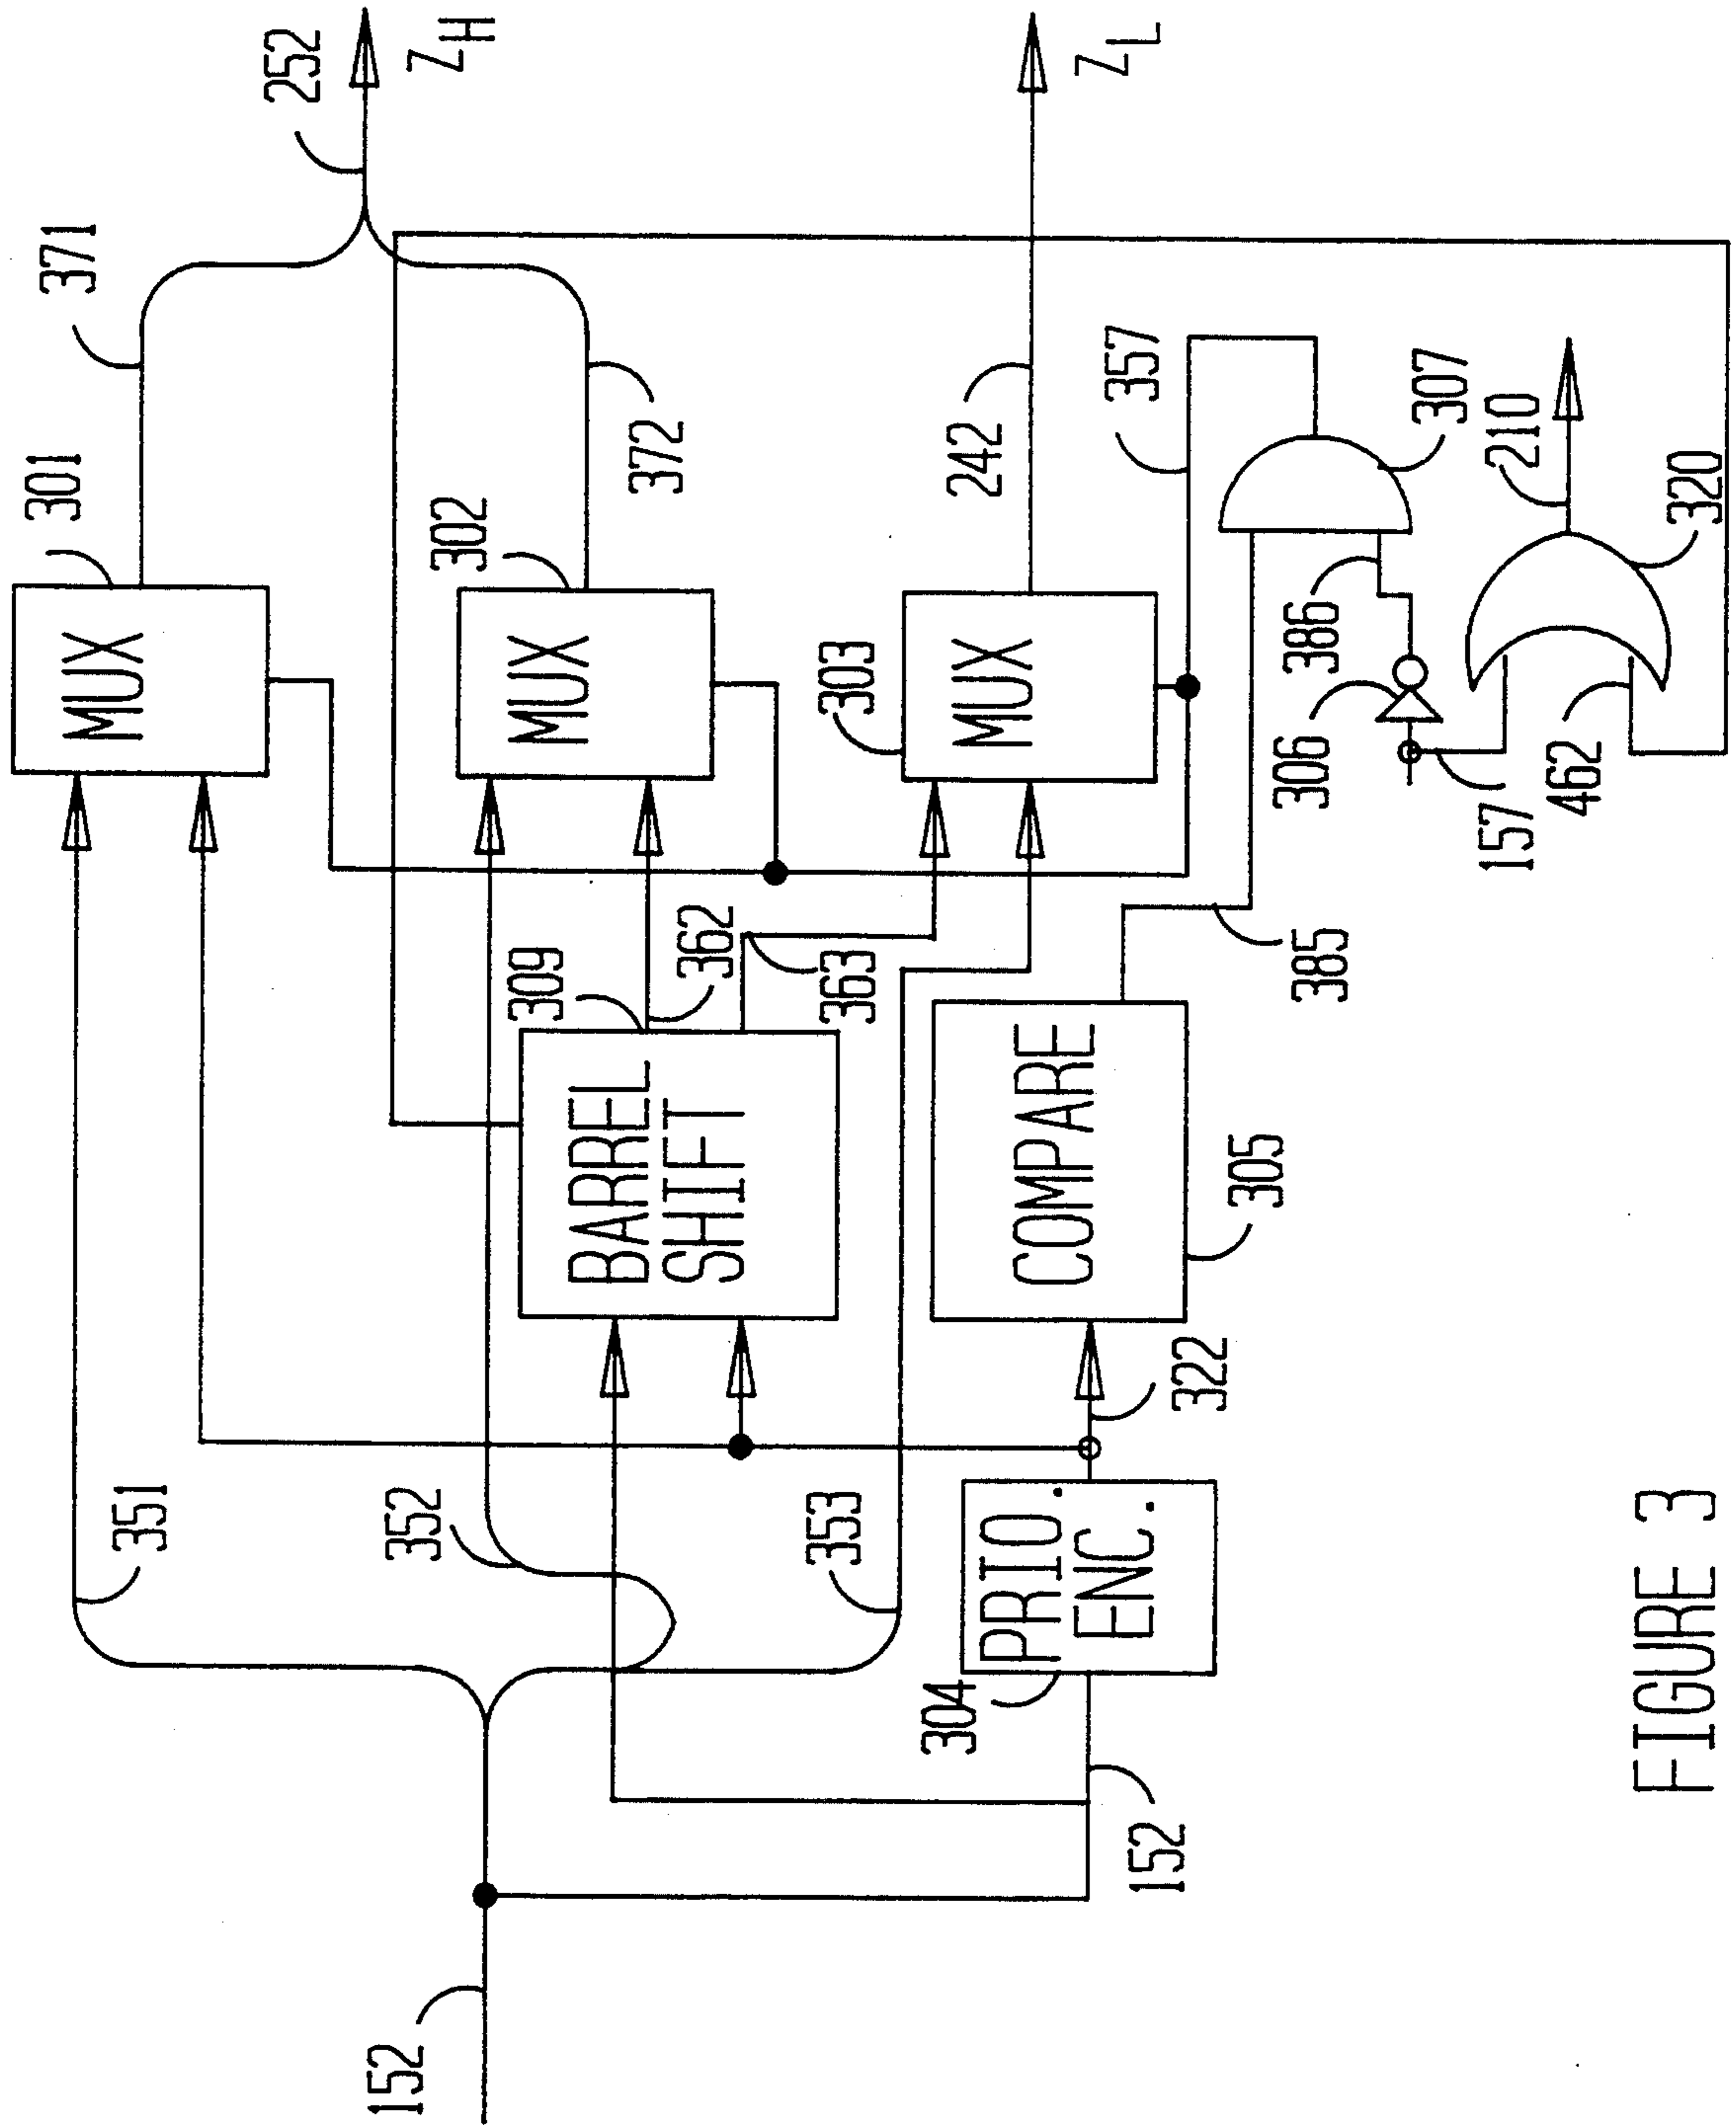 252
Z_H
371
301
MUX
302
MUX
372
Z_L
242
303
MUX
357
307
210
320
386
306
157
462
385
309
362
363
BARREL
SHIFT
COMPARE
305
322
351
352
353
304
PRIO.
ENC.
152
152
FIGURE 3